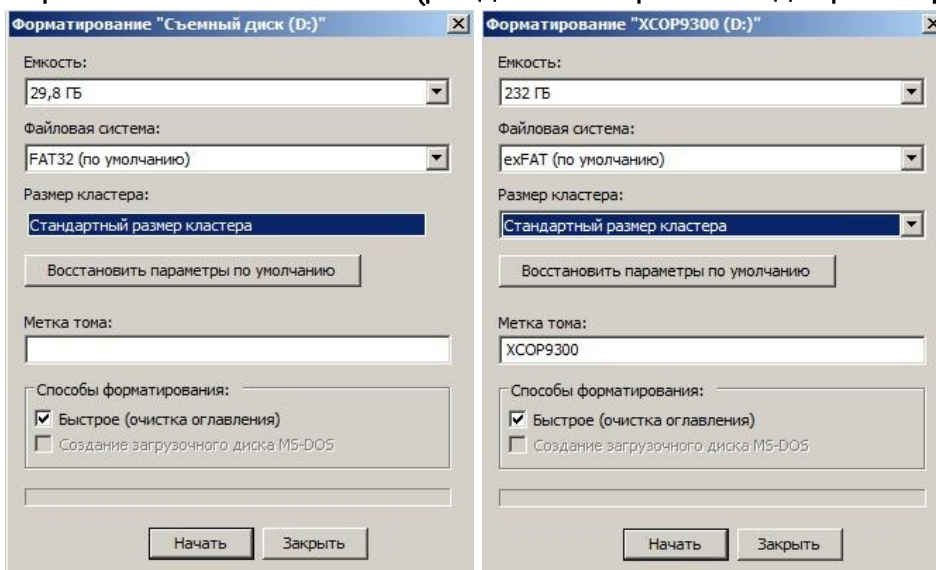 Форматирование "Съемный диск (D:)"
Емкость:
29,8 ГБ
Файловая система:
FAT32 (по умолчанию)
Размер кластера:
Стандартный размер кластера
Восстановить параметры по умолчанию
Метка тома:
Способы форматирования:
Быстрое (очистка оглавления)
Создание загрузочного диска MS-DOS
Начать Закрыть
Форматирование "XCOP9300 (D:)"
Емкость:
232 ГБ
Файловая система:
exFAT (по умолчанию)
Размер кластера:
Стандартный размер кластера
Восстановить параметры по умолчанию
Метка тома:
XCOP9300
Способы форматирования:
Быстрое (очистка оглавления)
Создание загрузочного диска MS-DOS
Начать Закрыть